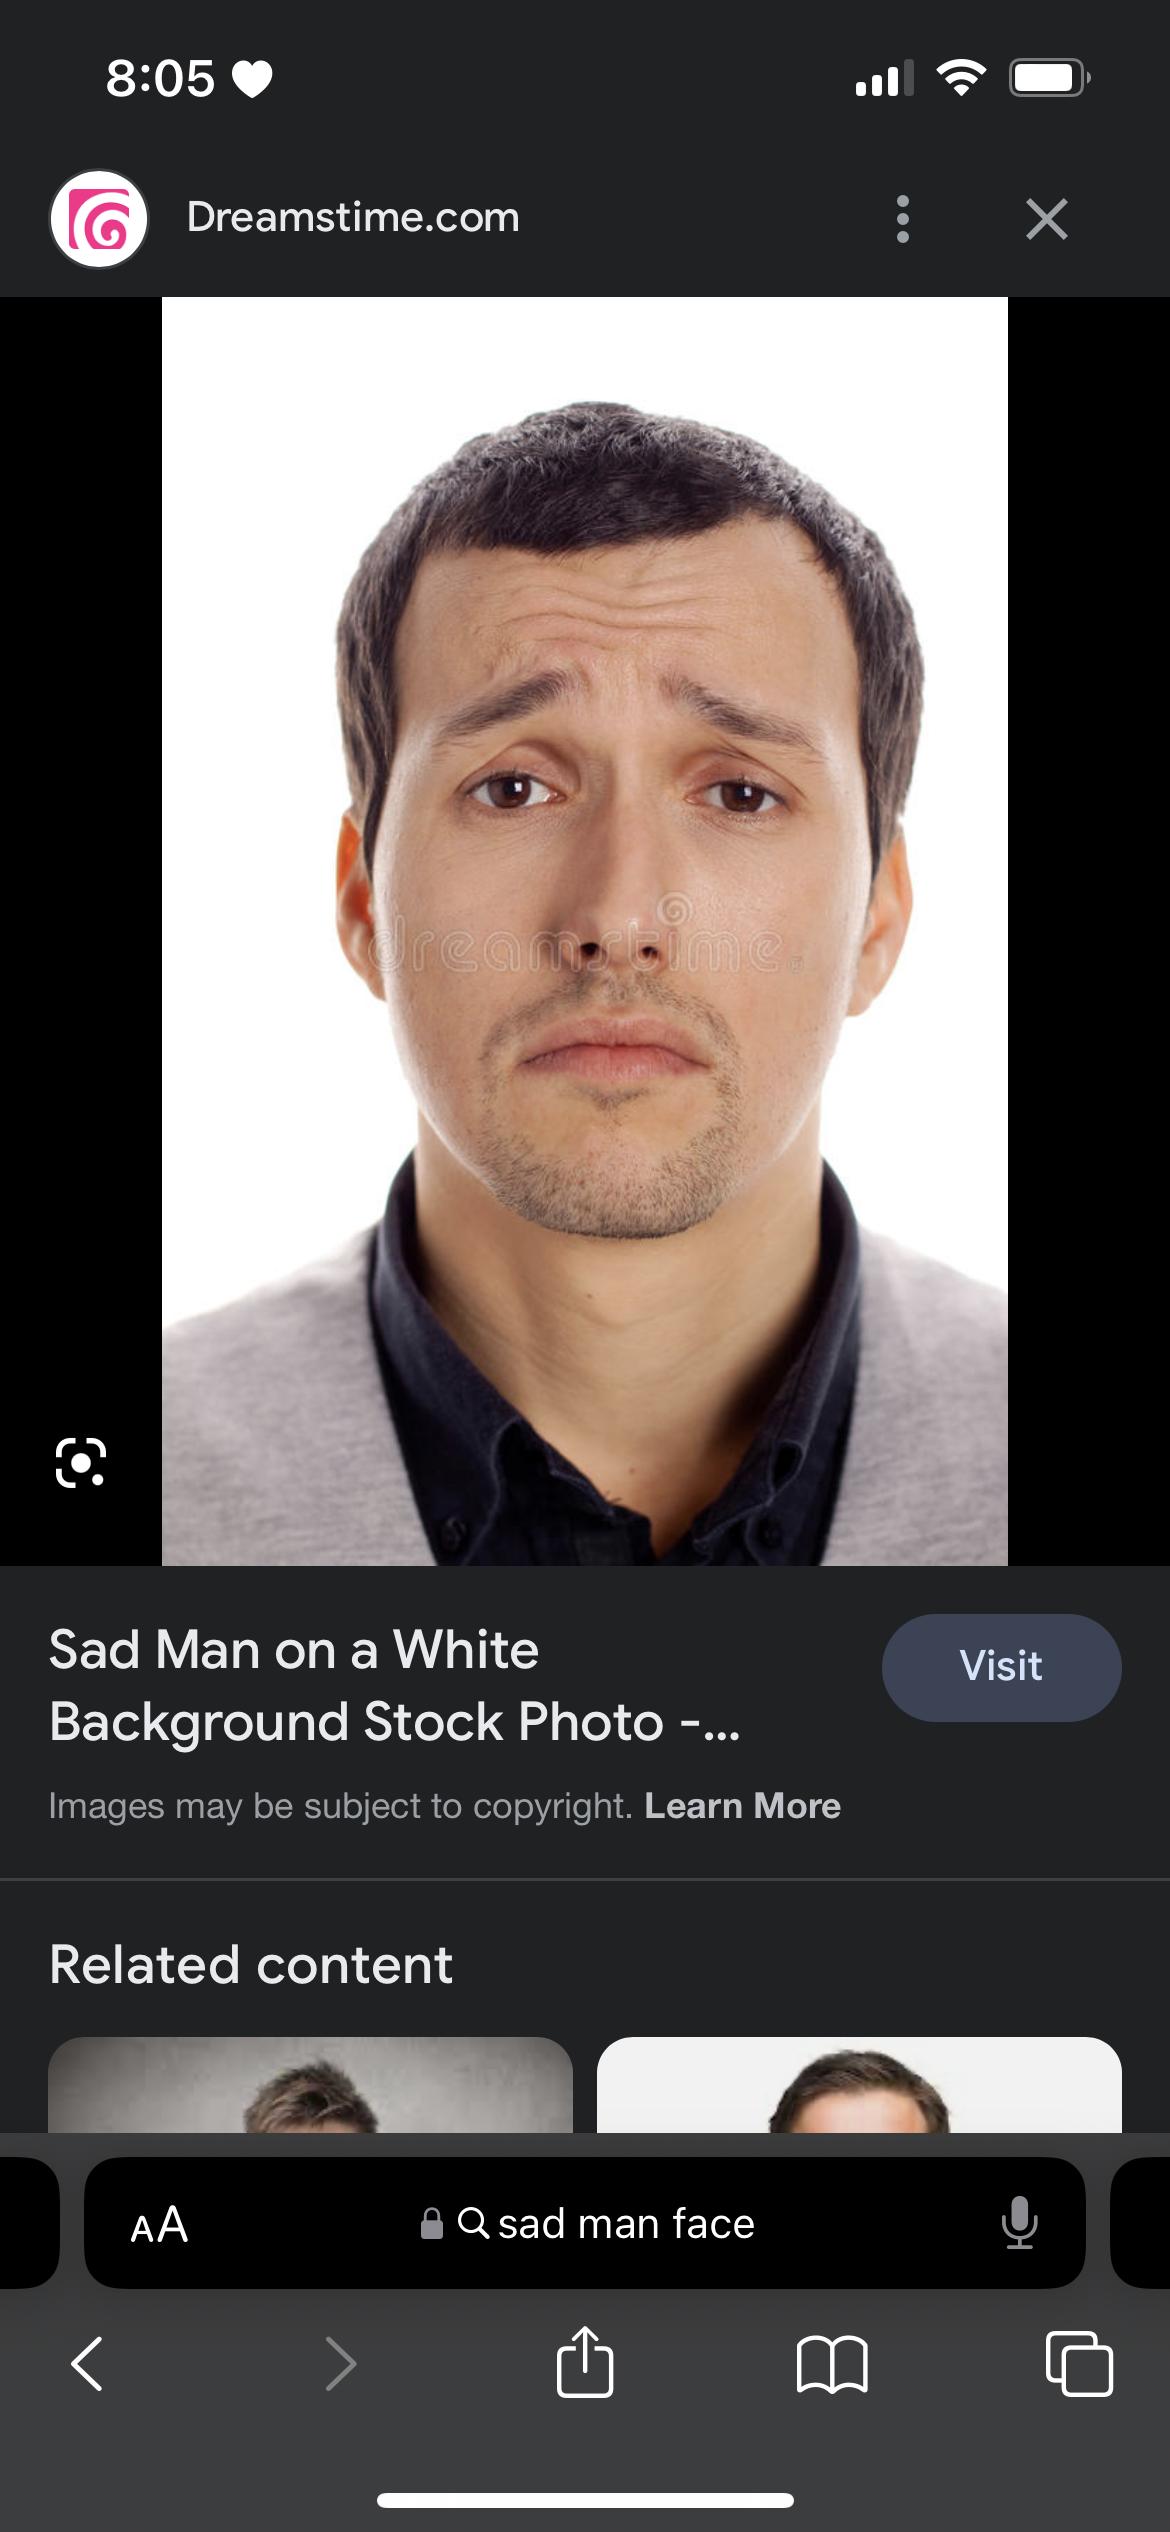 8:05
Dreamstime.com
dreamstime
Sad Man on a White
Background Stock Photo -...
Images may be subject to copyright. Learn More
Visit
Related content
AA sad man face